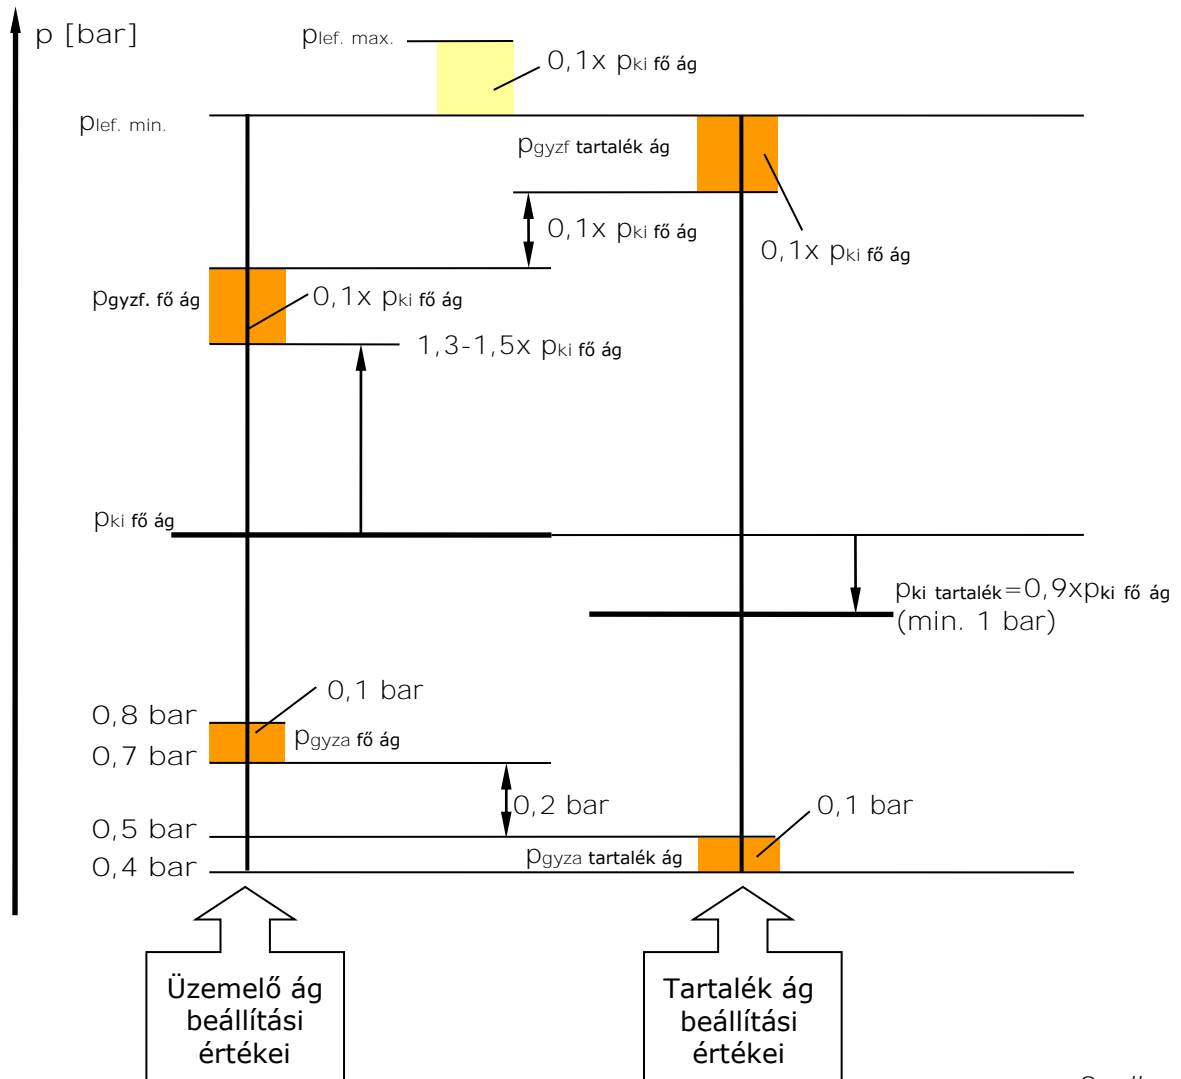 p [bar]
plef. max.
0,1x pki fő ág
plef. min.
pgyzf tartalék ág
0,1x pki fő ág
0,1x pki fő ág
pgyzf. fő ág
0,1x pki fő ág
1,3-1,5x pki fő ág
pki fő ág
pki tartalék=0,9xpki fő ág
(min. 1 bar)
0,1 bar
0,8 bar
pgyza fő ág
0,7 bar
0,2 bar
0,1 bar
0,5 bar
pgyza tartalék ág
0,4 bar
Üzemelő ág
beállítási
értékei
Tartalék ág
beállítási
értékei